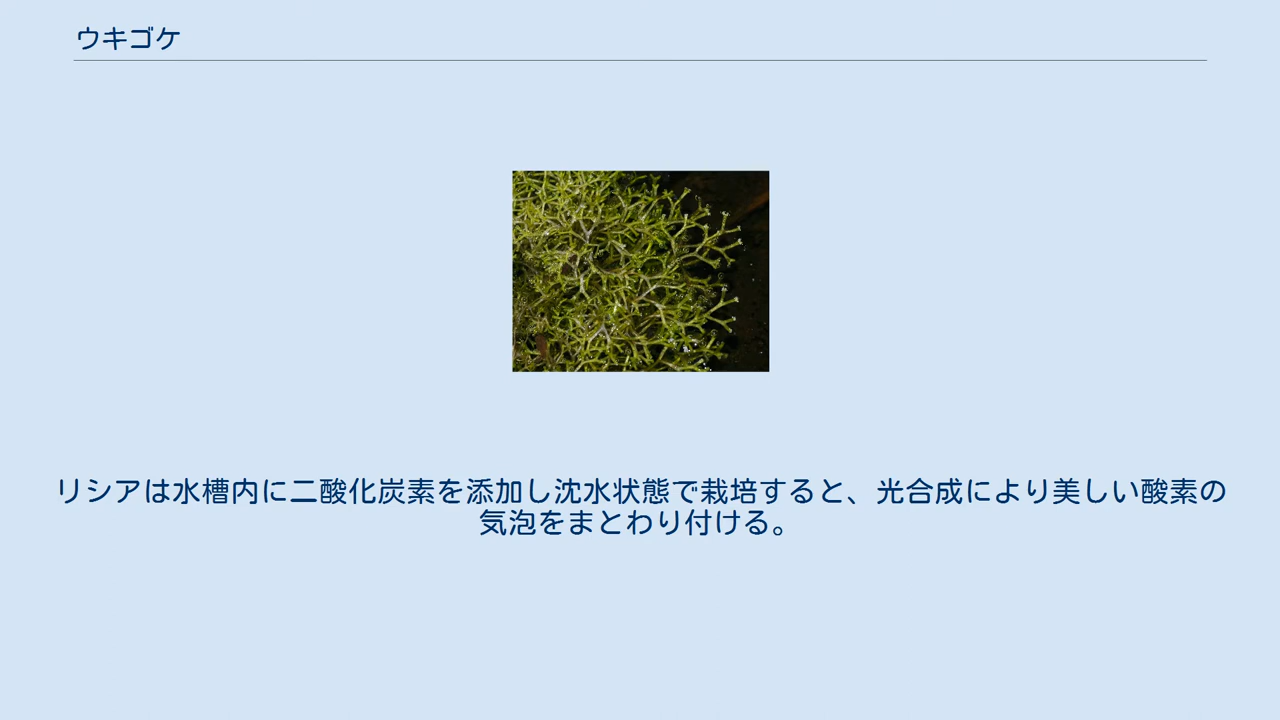 ウキゴケ
リシアは水槽内に二酸化炭素を添加し沈水状態で栽培すると、光合成により美しい酸素の
気泡をまとわり付ける。